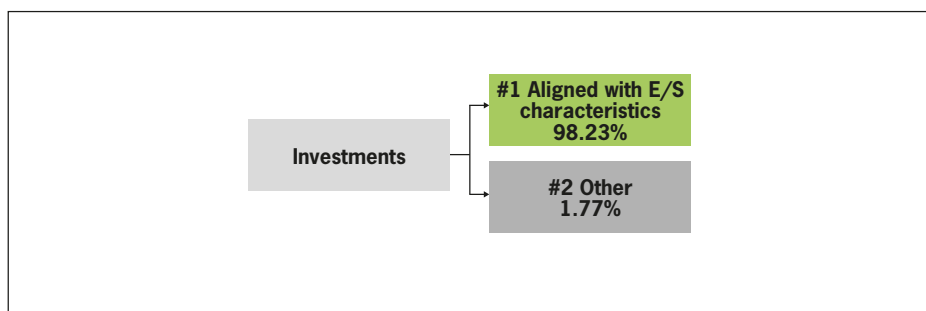 #1 Aligned with E/S
characteristics
98.23%
Investments
#2 Other
1.77%